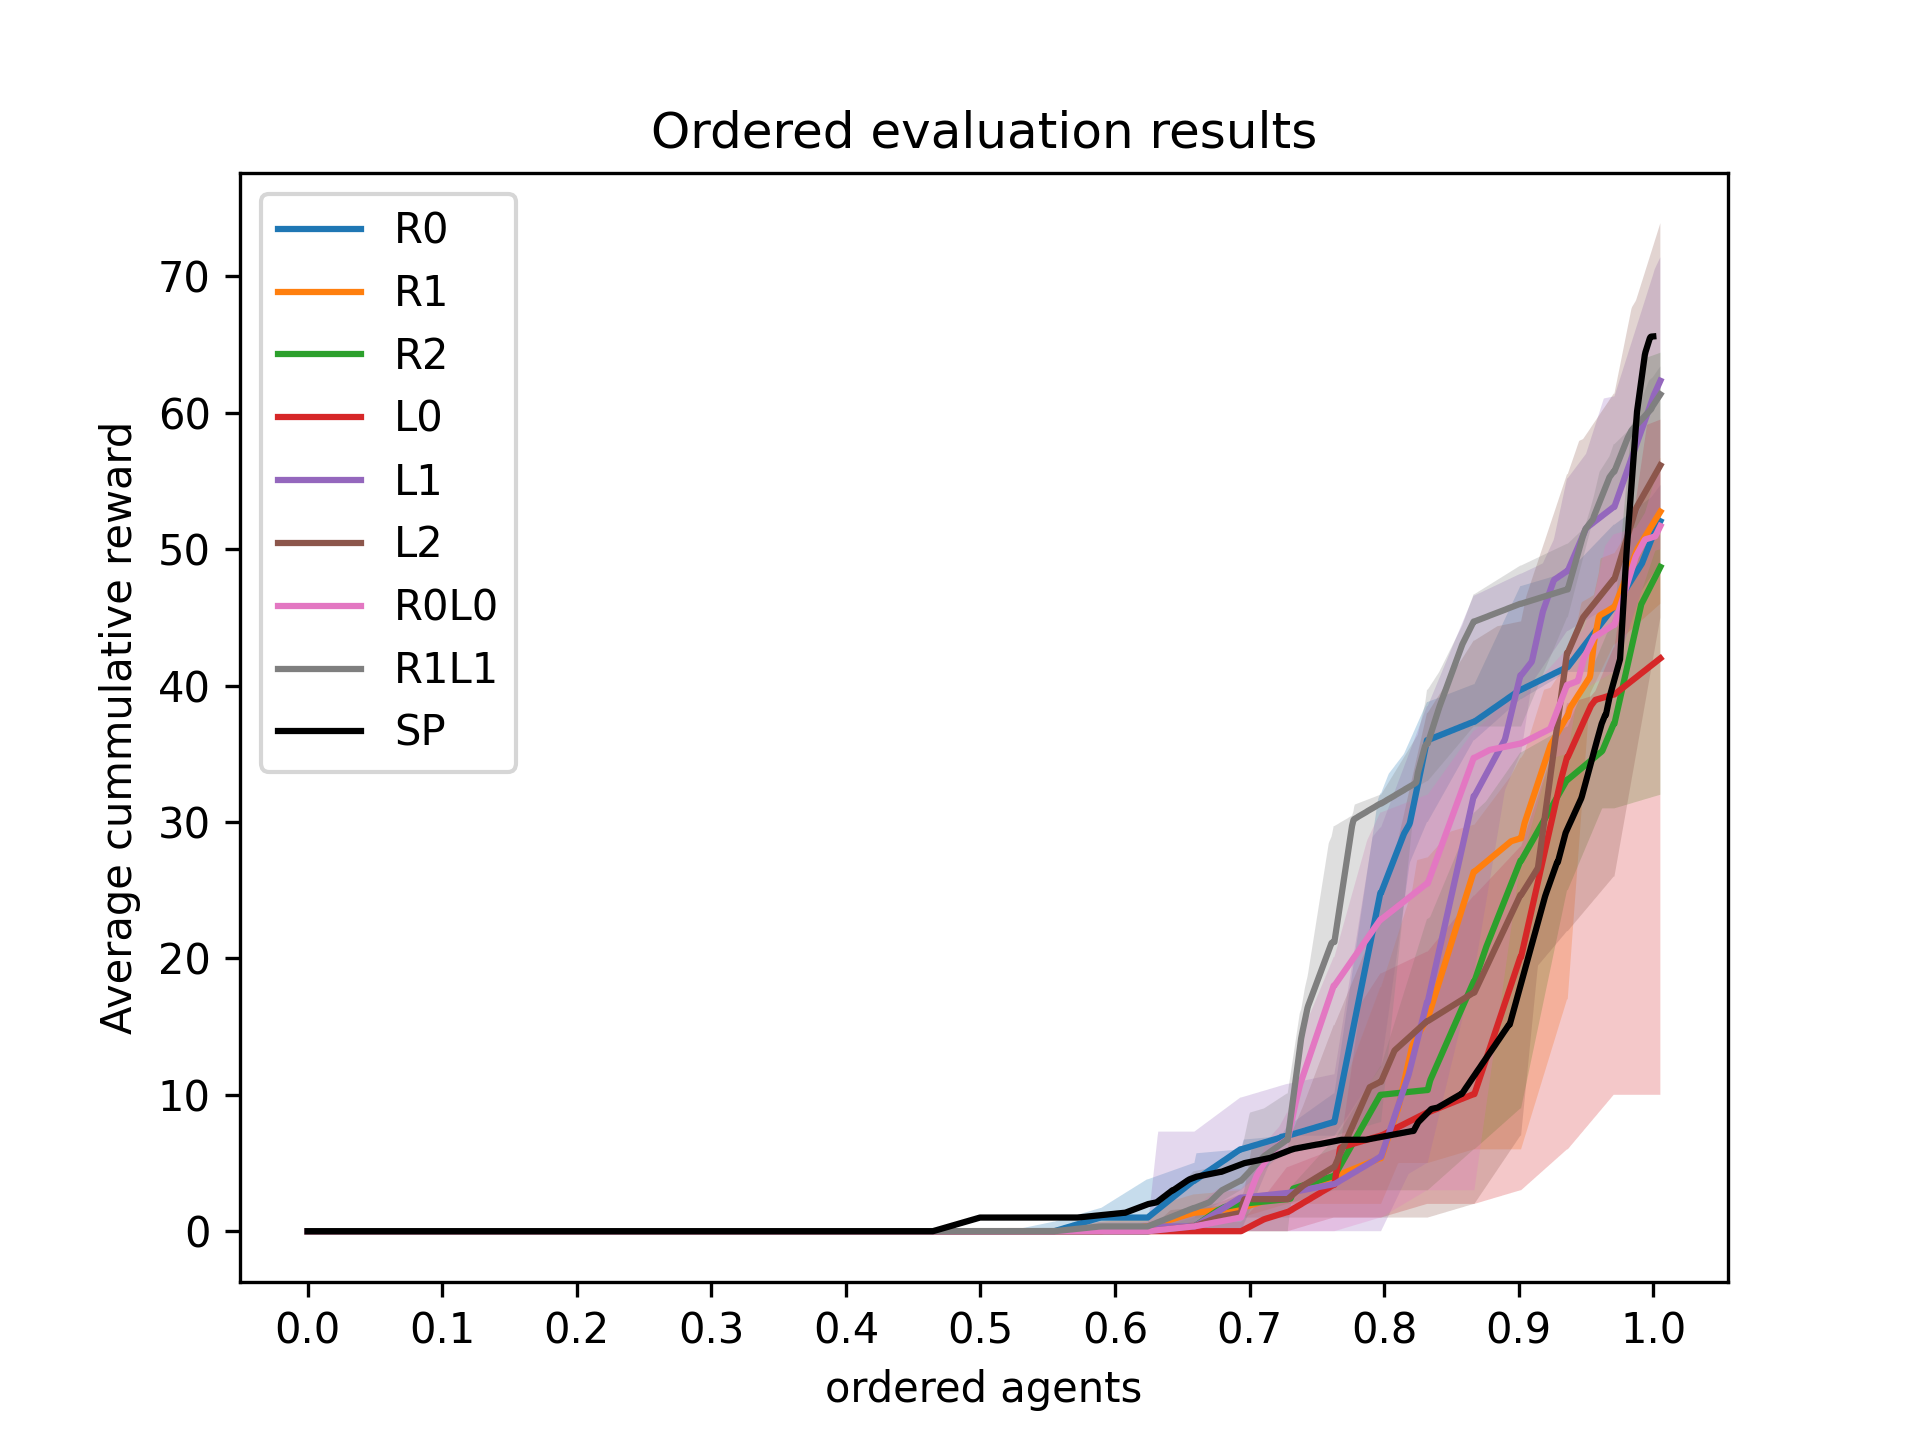 Ordered evaluation results
Average cummulative reward
70
60
50
40
30
20
10
0
R0
R1
R2
L0
L1
L2
R0L0
R1L1
SP
0.0 0.1 0.2 0.3 0.4 0.5 0.6 0.7 0.8 0.9 1.0
ordered agents